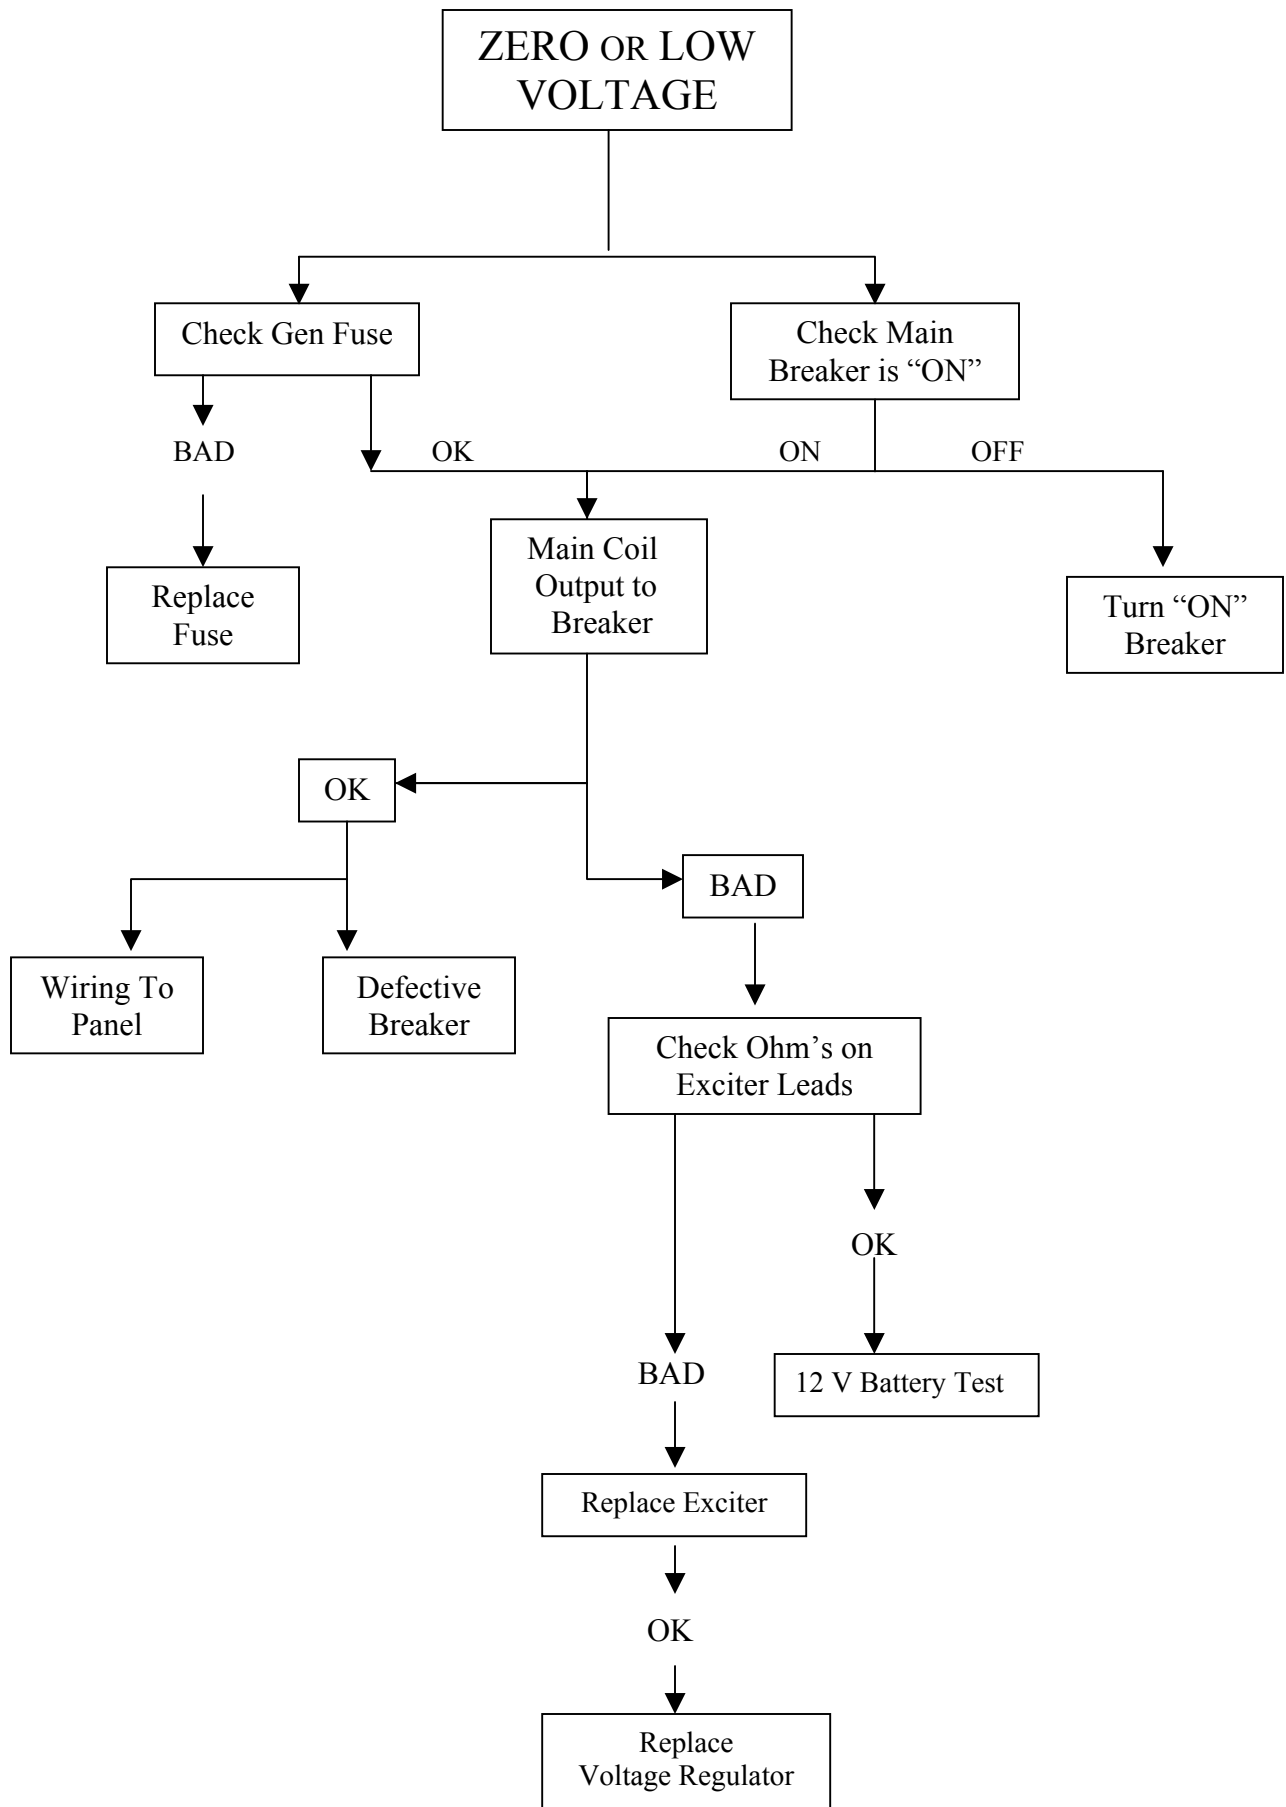 ZERO OR LOW
VOLTAGE
Check Gen Fuse
Check Main
Breaker is “ON”
BAD
OK
ON
OFF
Main Coil
Output to
Breaker
Replace
Fuse
Turn “ON”
Breaker
OK
BAD
Wiring To
Panel
Defective
Breaker
Check Ohm’s on
Exciter Leads
OK
BAD
12 V Battery Test
Replace Exciter
OK
Replace
Voltage Regulator